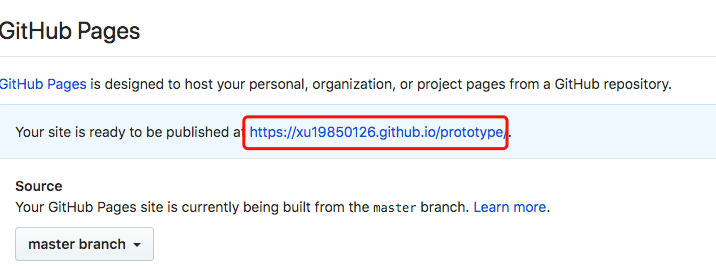 GitHub Pages
GitHub Pages is designed to host your personal, organization, or project pages from a GitHub repository.
Your site is ready to be published at https://xu19850126.github.io/prototype/.
Source
Your GitHub Pages site is currently being built from the master branch. Learn more.
master branch